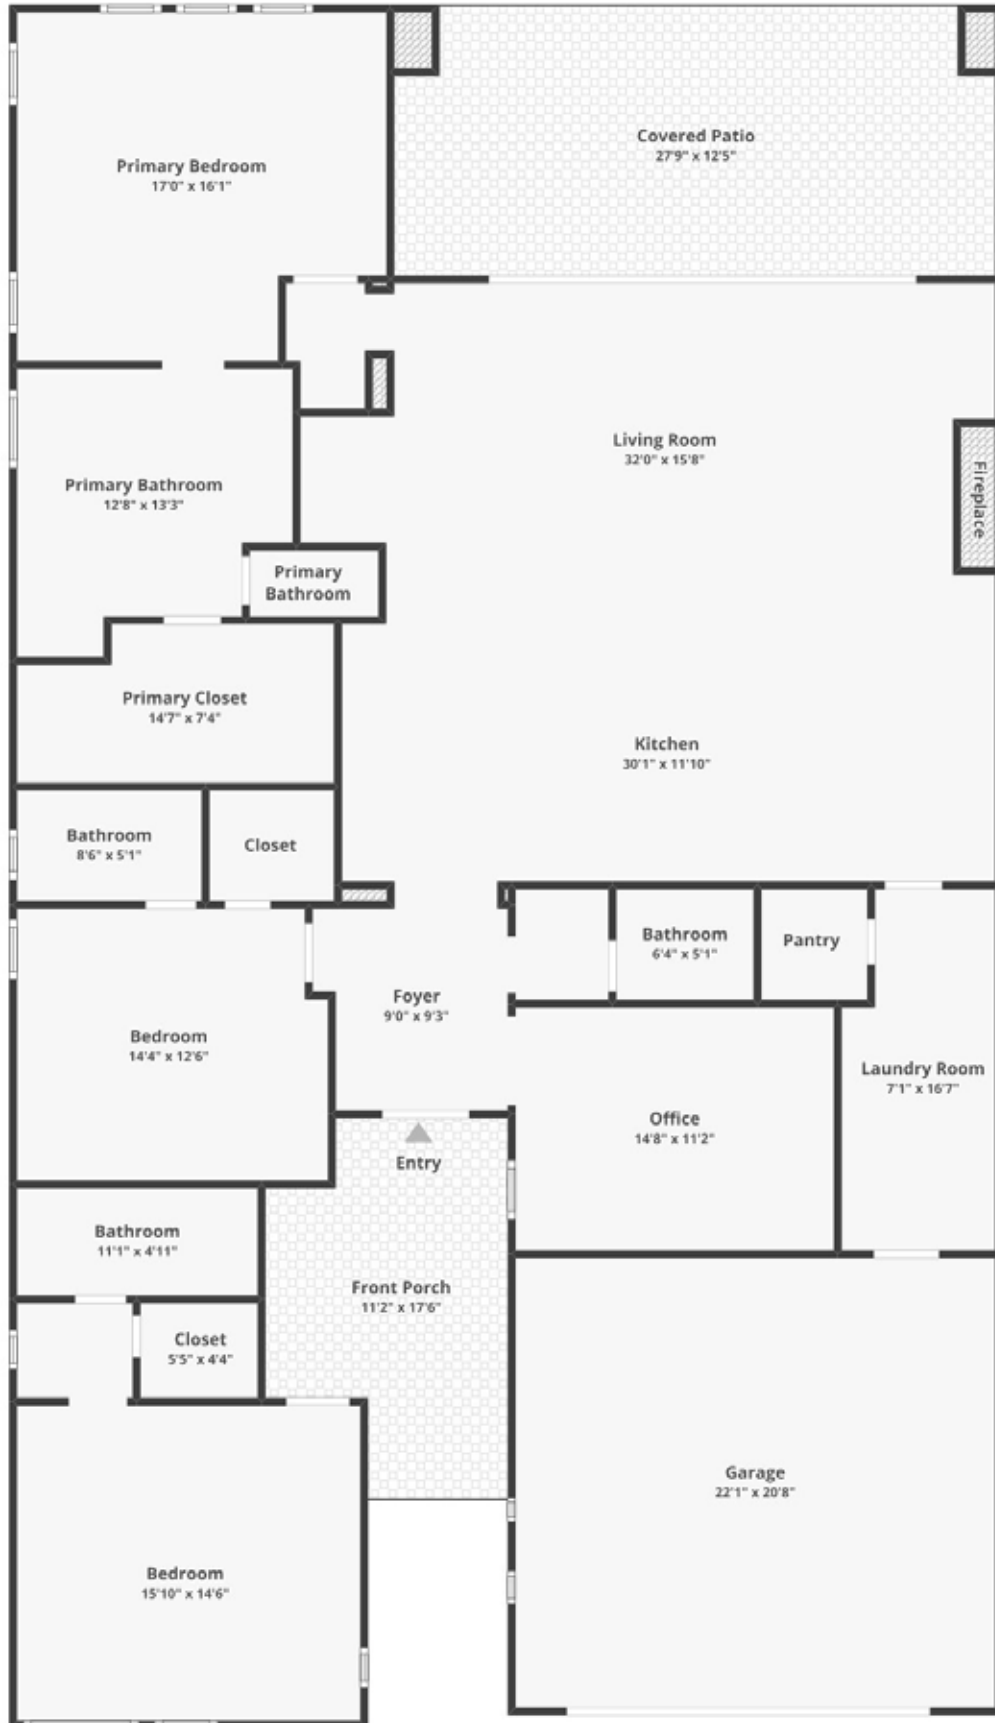 Covered Patio
27'9" x 12'5"
Primary Bedroom
17'0" x 16'1"
Living Room
32'0" x 15'8"
Fireplace
Primary Bathroom
12'8" x 13'3"
Primary
Bathroom
Primary Closet
14'7" x 7'4"
Kitchen
30'1" x 11'10"
Bathroom
8'6" x 5'1"
Closet
Bathroom
6'4" x 5'1"
Pantry
Foyer
9'0" x 9'3"
Bedroom
14'4" x 12'6"
Laundry Room
7'1" x 16'7"
Office
14'8" x 11'2"
Entry
Bathroom
11'1" x 4'11"
Front Porch
11'2" x 17'6"
Closet
5'5" x 4'4"
Garage
22'1" x 20'8"
Bedroom
15'10" x 14'6"